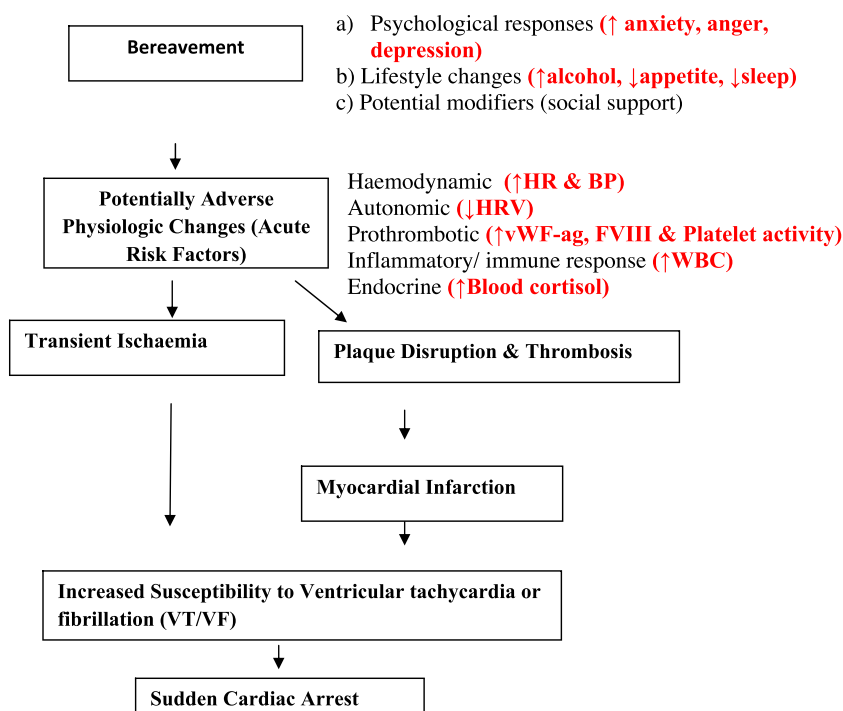 Bereavement
a) Psychological responses (↑ anxiety, anger,
depression)
b) Lifestyle changes (↑alcohol, ↓appetite, ↓sleep)
c) Potential modifiers (social support)
Potentially Adverse
Physiologic Changes (Acute
Risk Factors)
Haemodynamic (↑HR & BP)
Autonomic (↓HRV)
Prothrombotic (↑vWF-ag, FVIII & Platelet activity)
Inflammatory/ immune response (↑WBC)
Endocrine (↑Blood cortisol)
Transient Ischaemia
Plaque Disruption & Thrombosis
Myocardial Infarction
Increased Susceptibility to Ventricular tachycardia or
fibrillation (VT/VF)
Sudden Cardiac Arrest